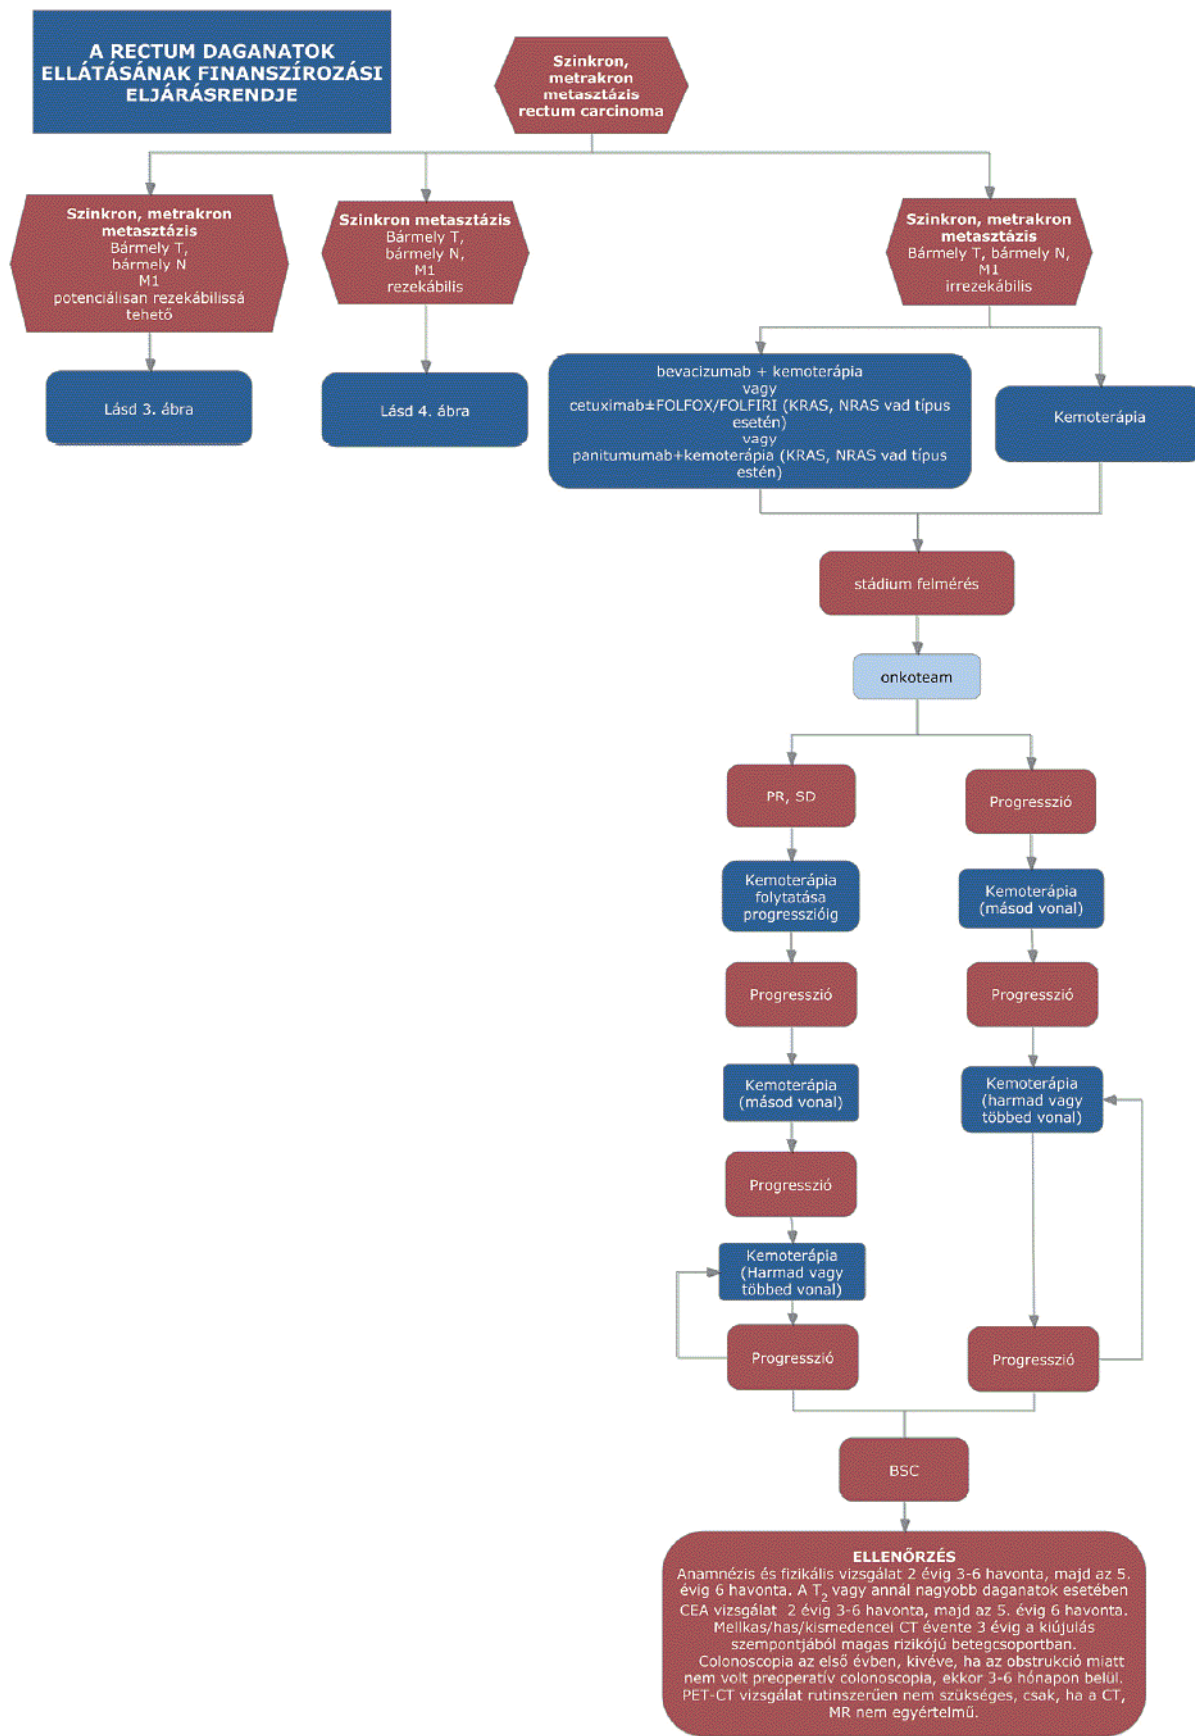 A RECTUM DAGANATOK
ELLÁTÁSÁNAK FINANSZÍROZÁSI
ELJÁRÁSRENDJE
Szinkron,
metrakron
metasztázis
rectum carcinoma
Szinkron, metrakron
metasztázis
Bármely T,
bármely N
M1
potenciálisan rezekábilissá
tehető
Szinkron metasztázis
Bármely T,
bármely N,
M1
rezekábilis
Szinkron, metrakron
metasztázis
Bármely T, bármely N,
M1
irrezekábilis
Lásd 3. ábra
Lásd 4. ábra
bevacizumab + kemoterápia
vagy
cetuximab±FOLFOX/FOLFIRI (KRAS, NRAS vad típus
esetén)
vagy
panitumumab+kemoterápia (KRAS, NRAS vad típus
estén)
Kemoterápia
stádium felmérés
onkoteam
PR, SD
Progresszió
Kemoterápia
folytatása
progresszióig
Kemoterápia
(másod vonal)
Progresszió
Progresszió
Kemoterápia
(másod vonal)
Kemoterápia
(harmad vagy
többed vonal)
Progresszió
Kemoterápia
(Harmad vagy
többed vonal)
Progresszió
Progresszió
BSC
ELLENŐRZÉS
Anamnézis és fizikális vizsgálat 2 évig 3-6 havonta, majd az 5.
évig 6 havonta. A T2 vagy annál nagyobb daganatok esetében
CEA vizsgálat 2 évig 3-6 havonta, majd az 5. évig 6 havonta.
Mellkas/has/kismedencei CT évente 3 évig a kiújulás
szempontjából magas rizikójú betegcsoportban.
Colonoscopia az első évben, kivéve, ha az obstrukció miatt
nem volt preoperatív colonoscopia, ekkor 3-6 hónapon belül.
PET-CT vizsgálat rutinszerűen nem szükséges, csak, ha a CT,
MR nem egyértelmű.